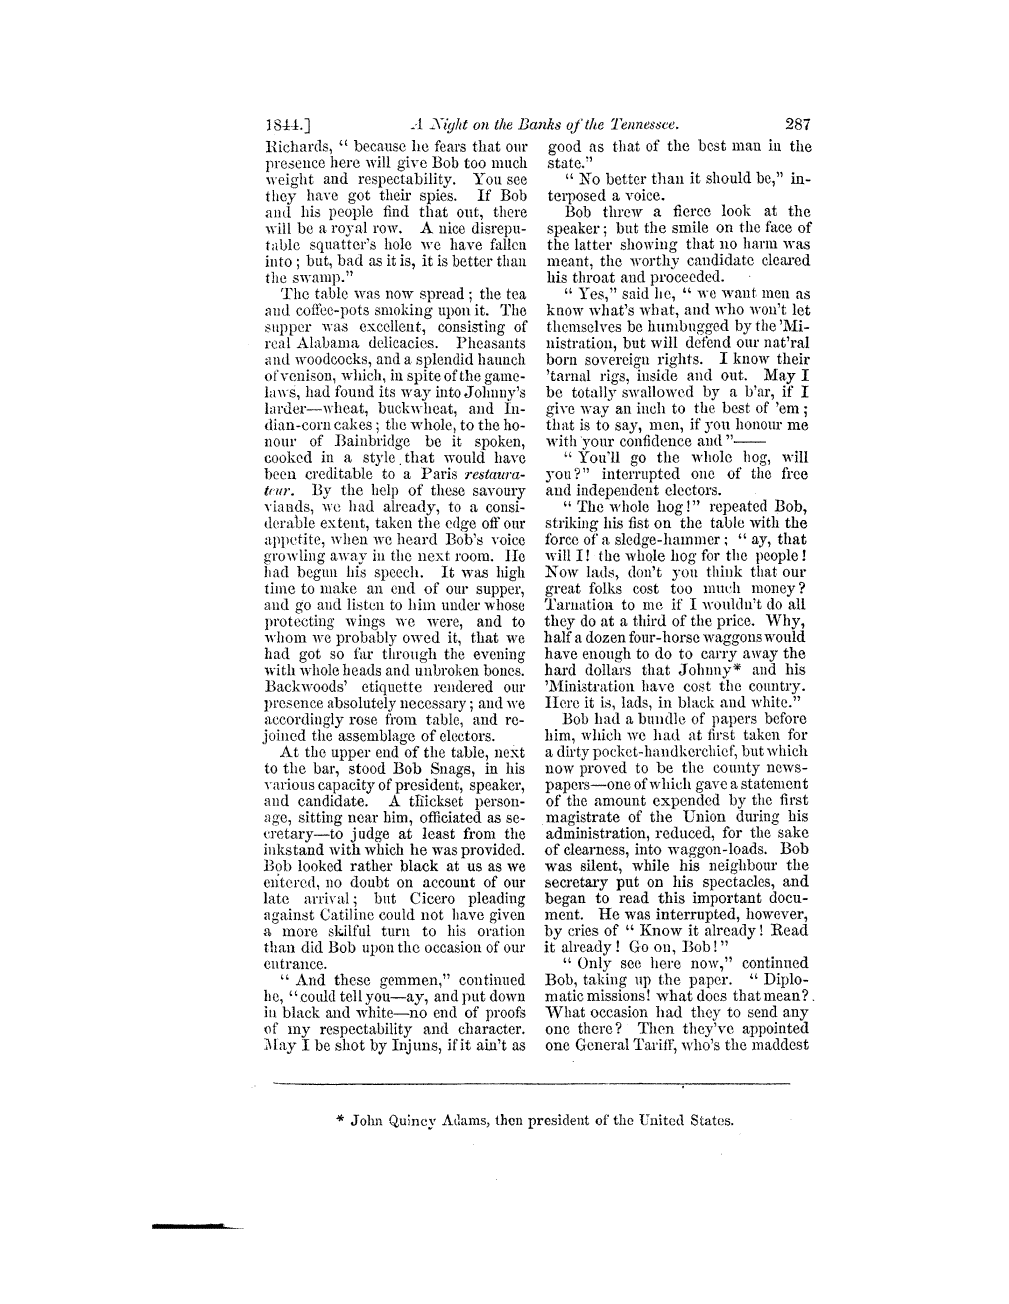 1844.] A Night on the Banks of the Tennessee. 287
Richards, “ because he fears that our
presence here will give Bob too much
weight and respectability. You see
they have got their spies. If Bob
and his people find that out, there
will be a royal row. A nice disrepu-
table squatter's hole we have fallen
into ; but, bad as it is, it is better than
the swamp.”
The table was now spread ; the tea
and coffee-pots smoking upon it. The
supper was excellent, consisting of
real Alabama delicacies. Pheasants
and woodcocks, and a splendid haunch
of venison, which, in spite of the game-
laws, had found its way into Johnny's
larder—wheat, buckwheat, and In-
dian-corn cakes ; the whole, to the ho-
nour of Bainbridge be it spoken,
cooked in a style that would have
been creditable to a Paris restaura-
teur. By the help of these savoury
viands, we had already, to a consi-
derable extent, taken the edge off our
appetite, when we heard Bob's voice
growling away in the next room. He
had begun his speech. It was high
time to make an end of our supper,
and go and listen to him under whose
protecting wings we were, and to
whom we probably owed it, that we
had got so far through the evening
with whole heads and unbroken bones.
Backwoods' etiquette rendered our
presence absolutely necessary ; and we
accordingly rose from table, and re-
joined the assemblage of electors.
At the upper end of the table, next
to the bar, stood Bob Snags, in his
various capacity of president, speaker,
and candidate. A thickset person-
age, sitting near him, officiated as se-
cretary—to judge at least from the
inkstand with which he was provided.
Bob looked rather black at us as we
entered, no doubt on account of our
late arrival ; but Cicero pleading
against Catiline could not have given
a more skilful turn to his oration
than did Bob upon the occasion of our
entrance.
“ And these gemmen,” continued
he, “could tell you—ay, and put down
in black and white—no end of proofs
of my respectability and character.
May I be shot by Injuns, if it ain't as
good as that of the best man in the
state.”
“ No better than it should be,” in-
terposed a voice.
Bob threw a fierce look at the
speaker ; but the smile on the face of
the latter showing that no harm was
meant, the worthy candidate cleared
his throat and proceeded.
“ Yes,” said he, “ we want men as
know what's what, and who won't let
themselves be humbugged by the 'Mi-
nistration, but will defend our nat'ral
born sovereign rights. I know their
'tarnal rigs, inside and out. May I
be totally swallowed by a b'ar, if I
give way an inch to the best of 'em ;
that is to say, men, if you honour me
with your confidence and ”——
“ You'll go the whole hog, will
you ?” interrupted one of the free
and independent electors.
“ The whole hog !” repeated Bob,
striking his fist on the table with the
force of a sledge-hammer ; “ ay, that
will I! the whole hog for the people !
Now lads, don't you think that our
great folks cost too much money ?
Tarnation to me if I wouldn't do all
they do at a third of the price. Why,
half a dozen four-horse waggons would
have enough to do to carry away the
hard dollars that Johnny* and his
'Ministration have cost the country.
Here it is, lads, in black and white.”
Bob had a bundle of papers before
him, which we had at first taken for
a dirty pocket-handkerchief, but which
now proved to be the county news-
papers—one of which gave a statement
of the amount expended by the first
magistrate of the Union during his
administration, reduced, for the sake
of clearness, into waggon-loads. Bob
was silent, while his neighbour the
secretary put on his spectacles, and
began to read this important docu-
ment. He was interrupted, however,
by cries of “ Know it already ! Read
it already ! Go on, Bob !”
“ Only see here now,” continued
Bob, taking up the paper. “ Diplo-
matic missions! what does that mean ?
What occasion had they to send any
one there ? Then they've appointed
one General Tariff, who's the maddest
* John Quincy Adams, then president of the United States.